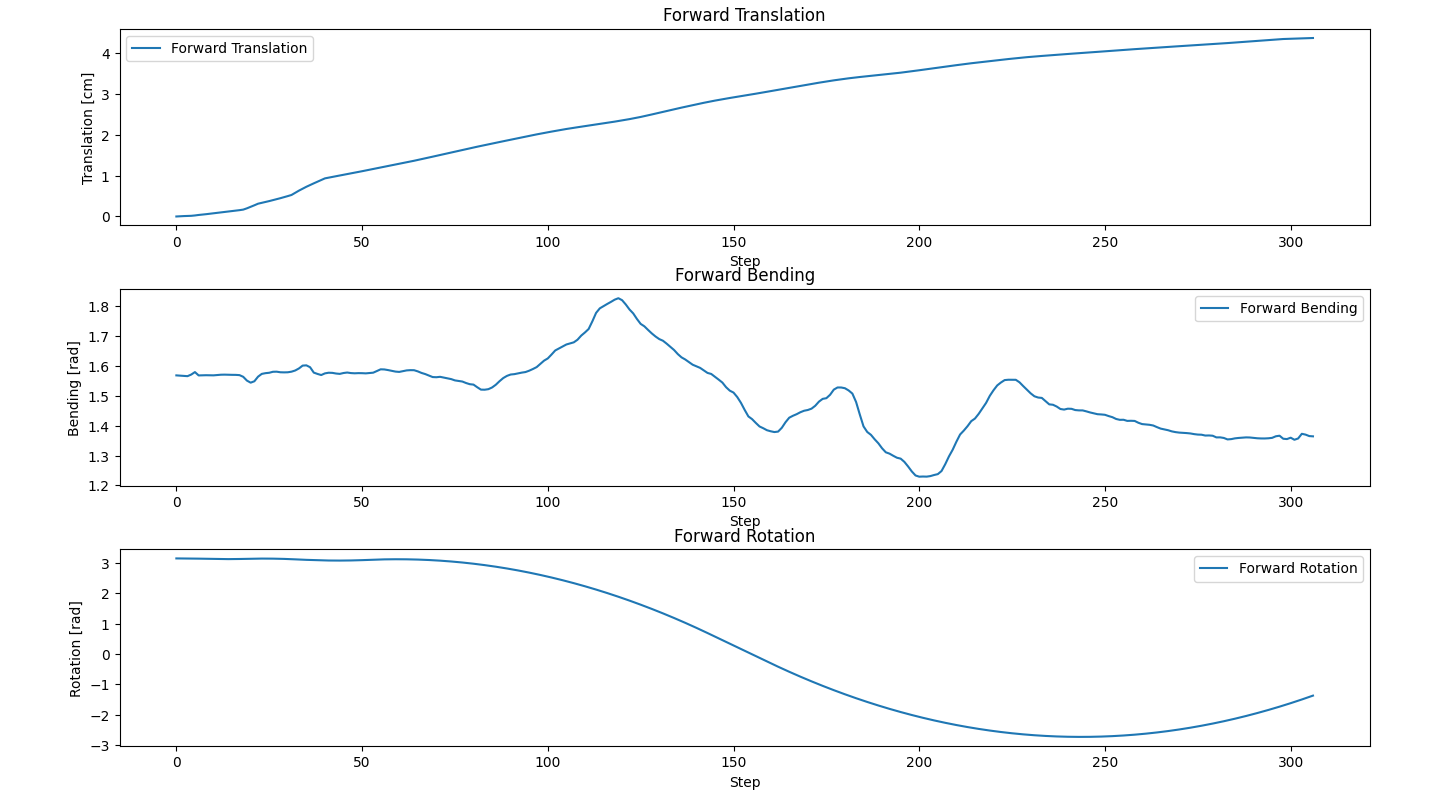 Forward Translation
Forward Translation
Translation [cm]
4
3
2
1
0
0 50 100 150 200 250 300
Step
Forward Bending
Forward Bending
Bending [rad]
1.8
1.7
1.6
1.5
1.4
1.3
1.2
0 50 100 150 200 250 300
Step
Forward Rotation
Forward Rotation
Rotation [rad]
3
2
1
0
−1
−2
−3
0 50 100 150 200 250 300
Step